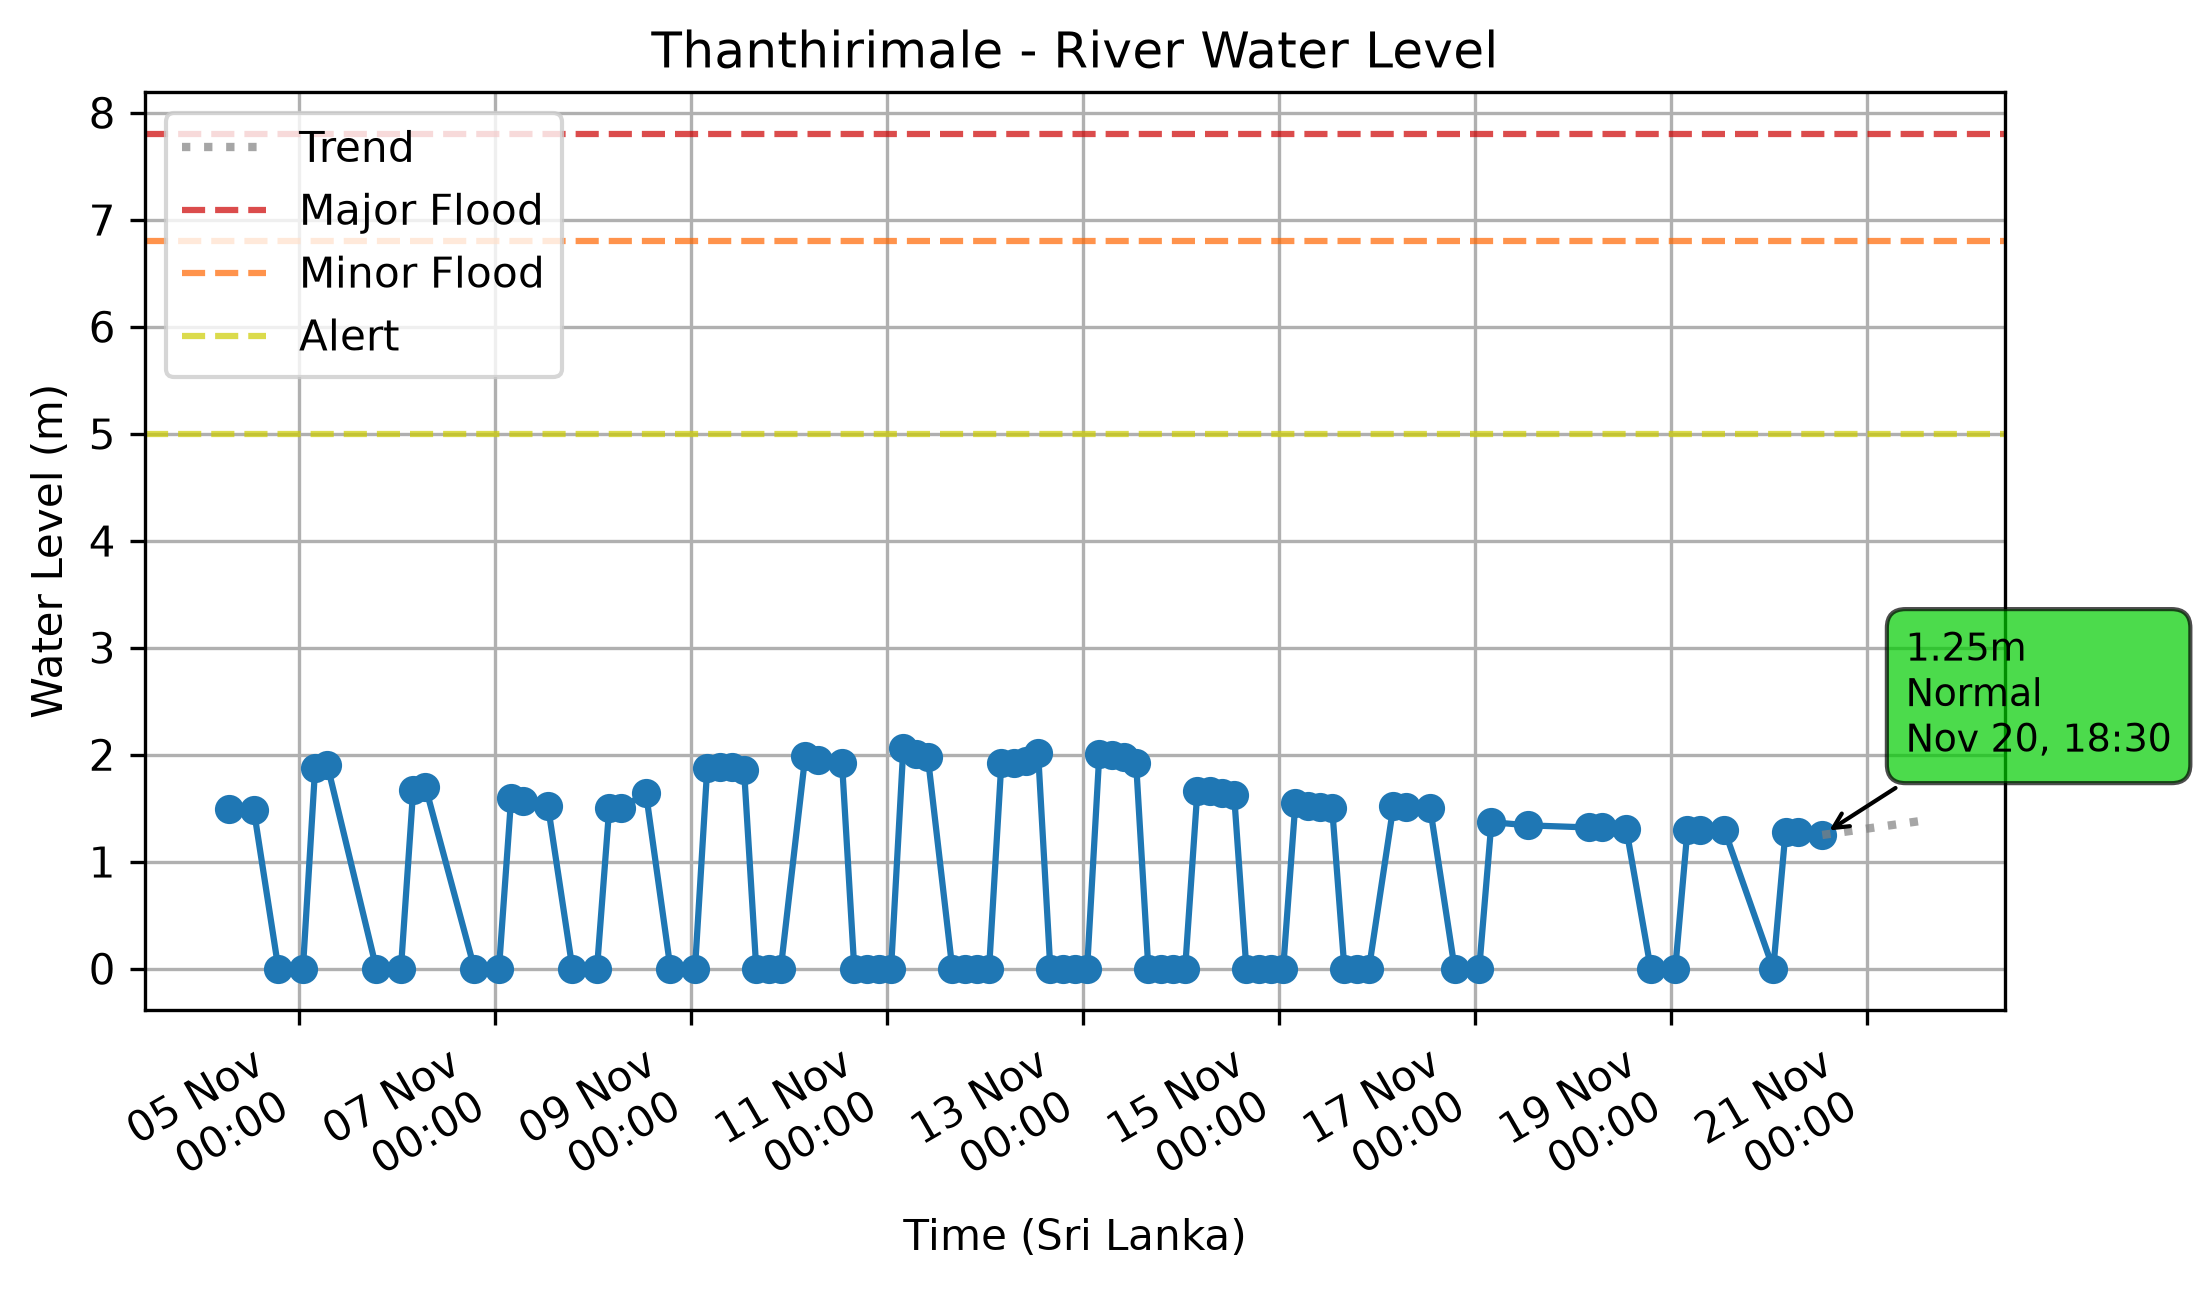 Thanthirimale - River Water Level
8
7
6
5
4
3
2
1
0
Water Level (m)
Trend
Major Flood
Minor Flood
Alert
1.25m
Normal
Nov 20, 18:30
05 Nov
00:00
07 Nov
00:00
09 Nov
00:00
11 Nov
00:00
13 Nov
00:00
15 Nov
00:00
17 Nov
00:00
19 Nov
00:00
21 Nov
00:00
Time (Sri Lanka)